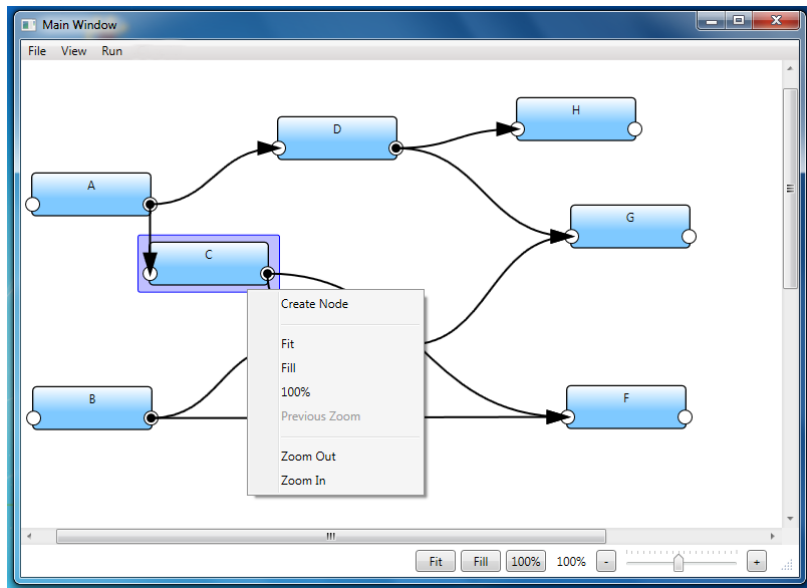 Main Window
File View Run
H
D
A
G
C
Create Node
Fit
Fill
100%
Previous Zoom
Zoom Out
Zoom In
B
F
Fit Fill 100% 100% - +